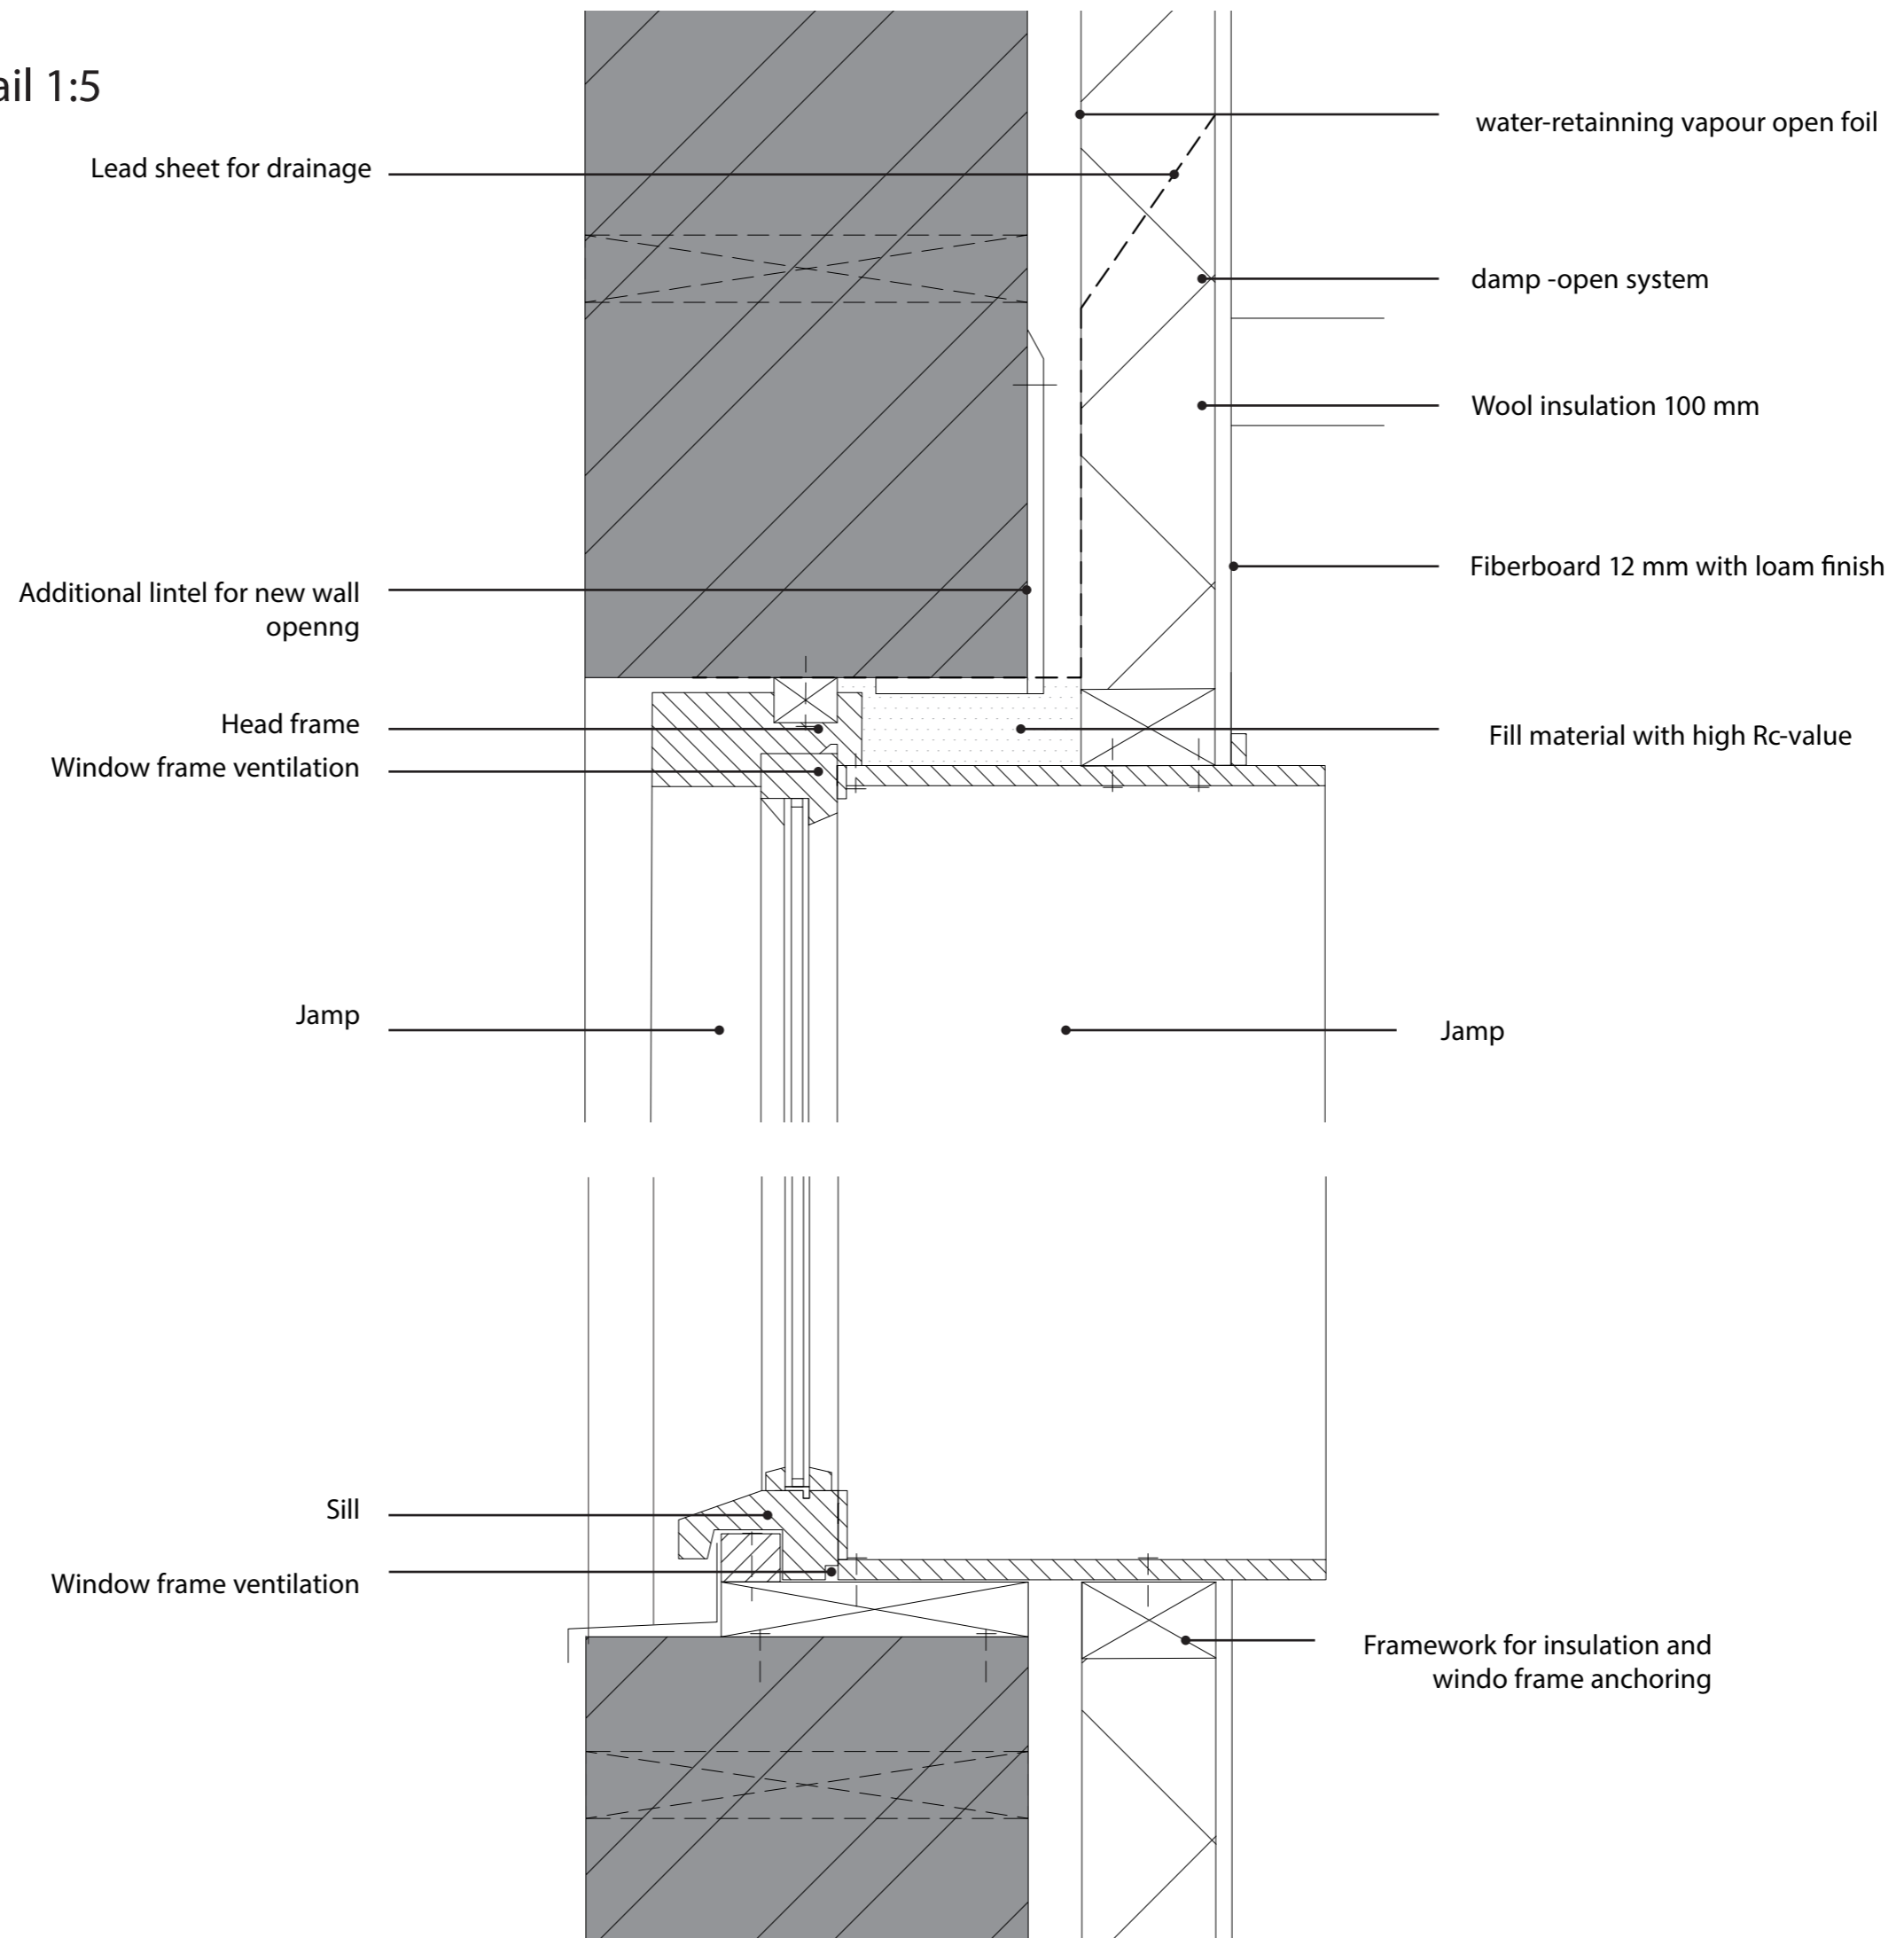 ail 1:5
water-retainning vapour open foil
Lead sheet for drainage
damp -open system
Wool insulation 100 mm
Fiberboard 12 mm with loam finish
Additional lintel for new wall
openng
Head frame
Fill material with high Rc-value
Window frame ventilation
Jamp
Jamp
Sill
Window frame ventilation
Framework for insulation and
windo frame anchoring